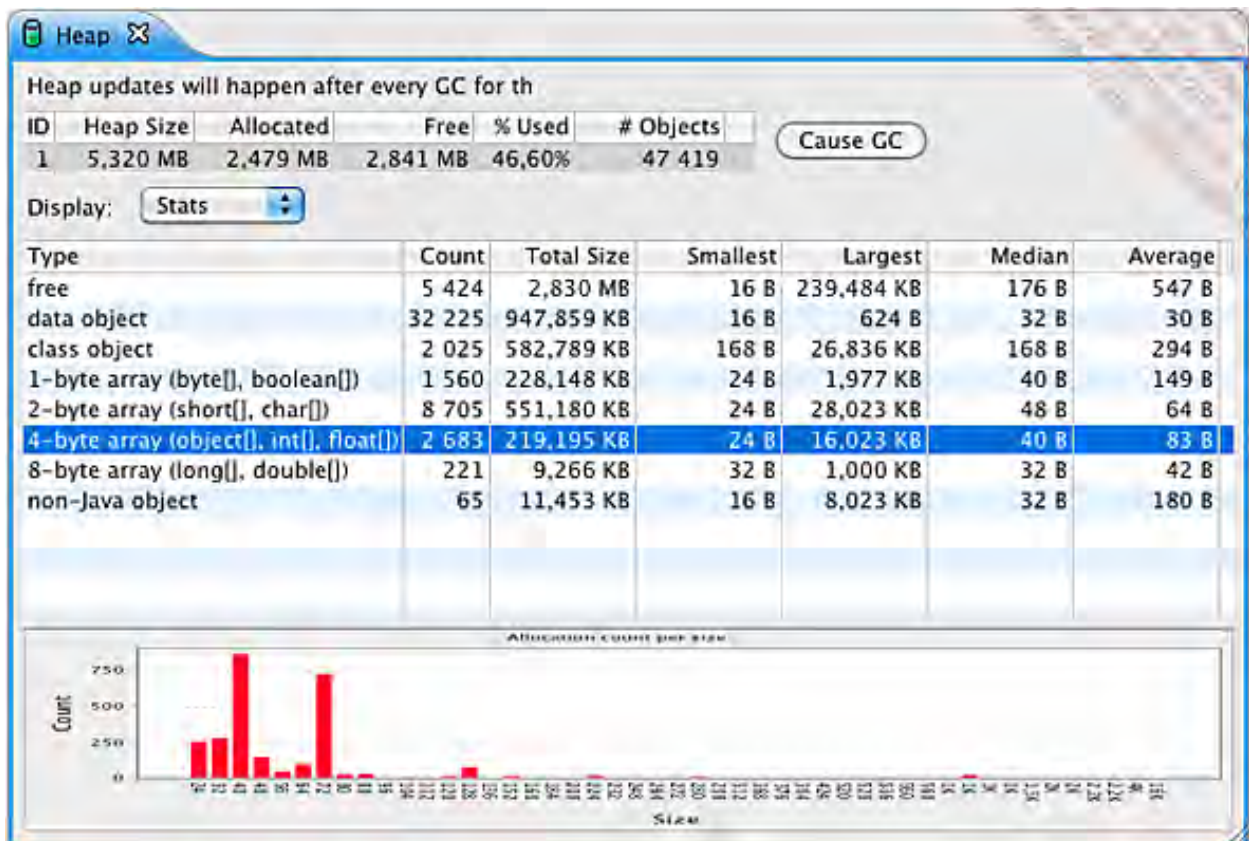 Heap
Heap updates will happen after every GC for th
ID Heap Size Allocated Free % Used # Objects
1 5,320 MB 2,479 MB 2,841 MB 46,60% 47 419
Cause GC
Display: Stats
Type Count Total Size Smallest Largest Median Average
free 5 424 2,830 MB 16 B 239,484 KB 176 B 547 B
data object 32 225 947,859 KB 16 B 624 B 32 B 30 B
class object 2 025 582,789 KB 168 B 26,836 KB 168 B 294 B
1-byte array (byte[], boolean[]) 1 560 228,148 KB 24 B 1,977 KB 40 B 149 B
2-byte array (short[], char[]) 8 705 551,180 KB 24 B 28,023 KB 48 B 64 B
4-byte array (object[], int[], float[]) 2 683 219,195 KB 24 B 16,023 KB 40 B 83 B
8-byte array (long[], double[]) 221 9,266 KB 32 B 1,000 KB 32 B 42 B
non-Java object 65 11,453 KB 16 B 8,023 KB 32 B 180 B
Allocation count per size
Count
750
500
250
0
Size